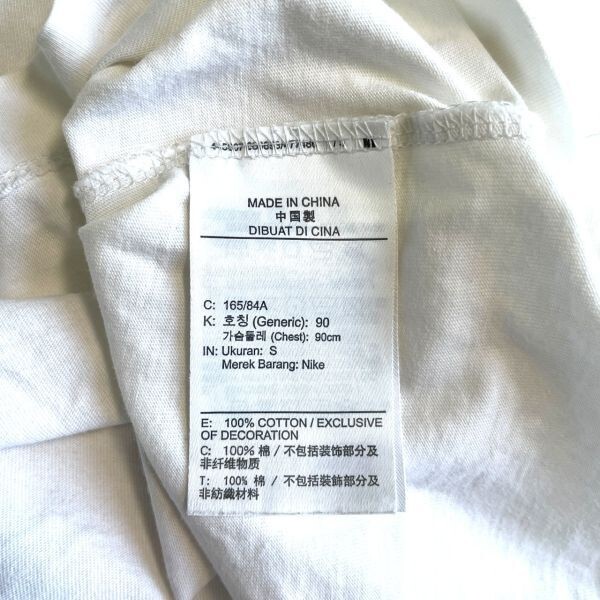 MADE IN CHINA
中国製
DIBUAT DI CINA
C: 165/84A
K: 호칭 (Generic): 90
가슴둘레 (Chest): 90cm
IN: Ukuran: S
Merek Barang: Nike
E: 100% COTTON / EXCLUSIVE
OF DECORATION
C: 100% 棉 / 不包括装饰部分及
非纤维物质
T: 100% 棉 / 不包括裝飾部分及
非紡織材料